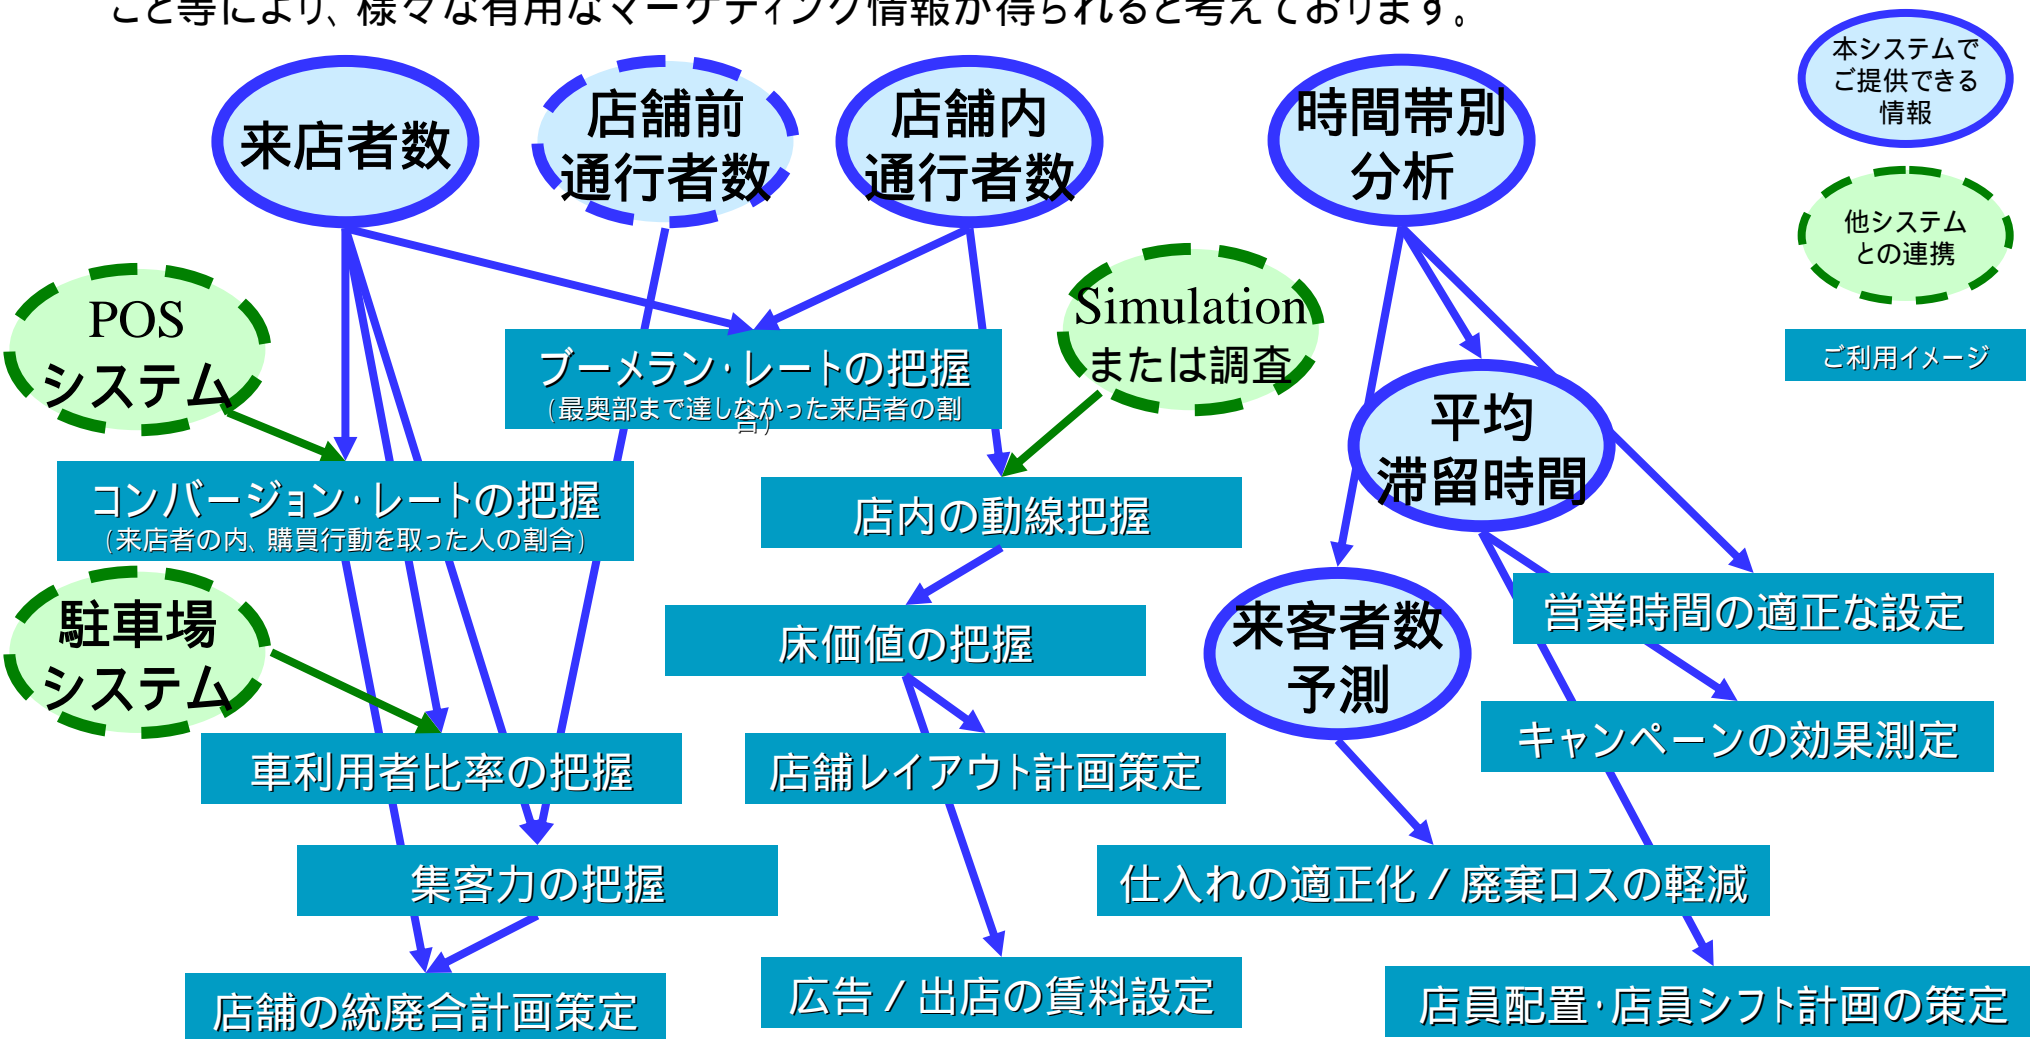 こと等により、様々な有用なマーケティング情報が得られると考えております。
来店者数
店舗前
通行者数
店舗内
通行者数
時間帯別
分析
本システムで
ご提供できる
情報
他システム
との連携
ご利用イメージ
POS
システム
Simulation
または調査
ブーメラン・レートの把握
（最奥部まで達しなかった来店者の割
合）
平均
滞留時間
コンバージョン・レートの把握
（来店者の内、購買行動を取った人の割合）
店内の動線把握
駐車場
システム
床価値の把握
来客者数
予測
営業時間の適正な設定
車利用者比率の把握
店舗レイアウト計画策定
キャンペーンの効果測定
集客力の把握
仕入れの適正化 / 廃棄ロスの軽減
店舗の統廃合計画策定
広告 / 出店の賃料設定
店員配置・店員シフト計画の策定